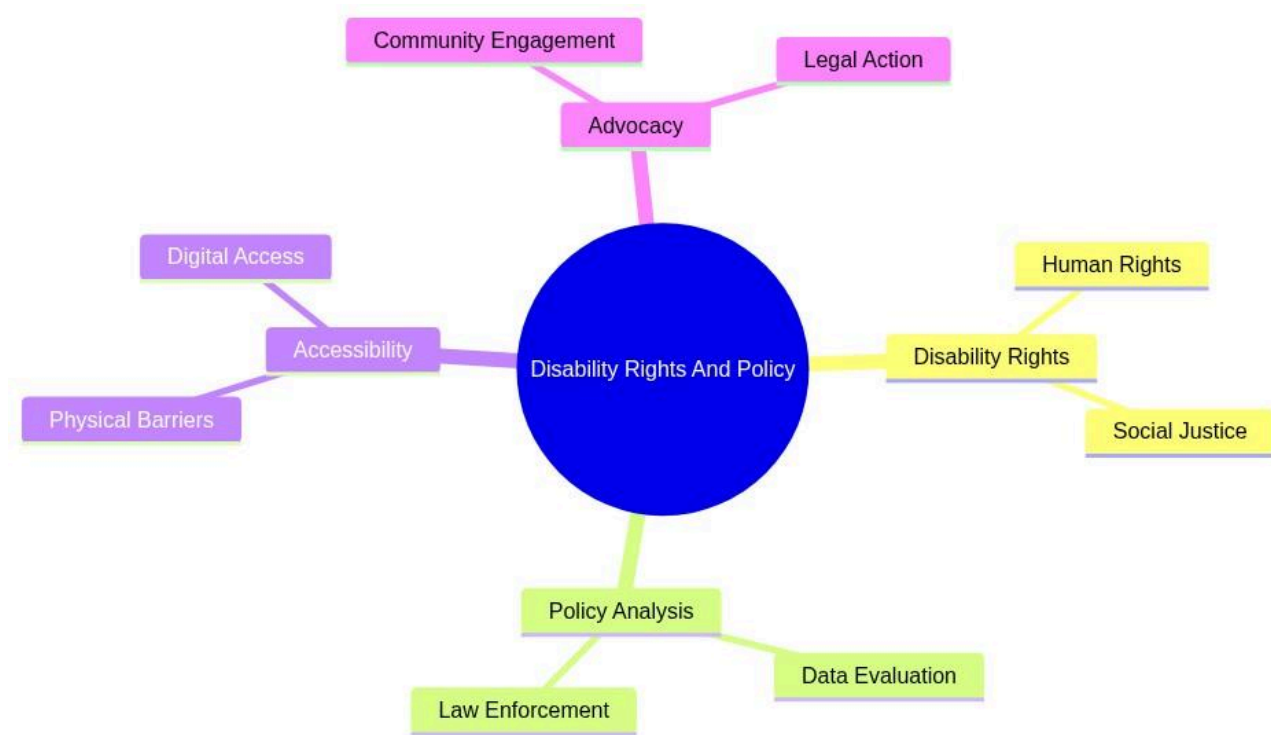 Community Engagement
Legal Action
Advocacy
Digital Access
Human Rights
Accessibility
Disability Rights
Disability Rights And Policy
Physical Barriers
Social Justice
Policy Analysis
Data Evaluation
Law Enforcement